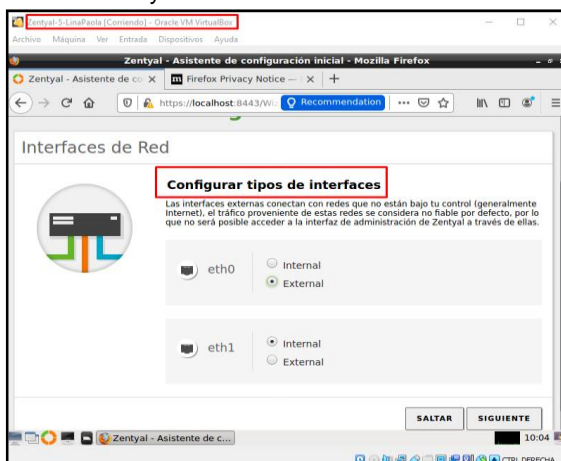 Zentyal-5-LinaPaola [Corriendo] - Oracle VM VirtualBox
Archivo Máquina Ver Entrada Dispositivos Ayuda
Zentyal - Asistente de configuración inicial - Mozilla Firefox
Zentyal - Asistente de co
Firefox Privacy Notice —
https://localhost:8443/Wiz
Recommendation
Interfaces de Red
Configurar tipos de interfaces
Las interfaces externas conectan con redes que no están bajo tu control (generalmente
Internet), el tráfico proveniente de estas redes se considera no fiable por defecto, por lo
que no será posible acceder a la interfaz de administración de Zentyal a través de ellas.
eth0
Internal
External
eth1
Internal
External
SALTAR
SIGUIENTE
Zentyal - Asistente de c...
10:04
CTRL DERECHA